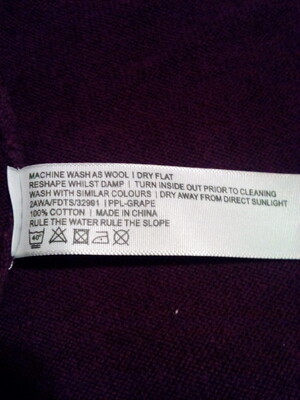 MACHINE WASH AS WOOL | DRY FLAT
RESHAPE WHILST DAMP | TURN INSIDE OUT PRIOR TO CLEANING
WASH WITH SIMILAR COLOURS | DRY AWAY FROM DIRECT SUNLIGHT
2AWA/FDTS/32991 | PPL-GRAPE
100% COTTON | MADE IN CHINA
RULE THE WATER RULE THE SLOPE
40°